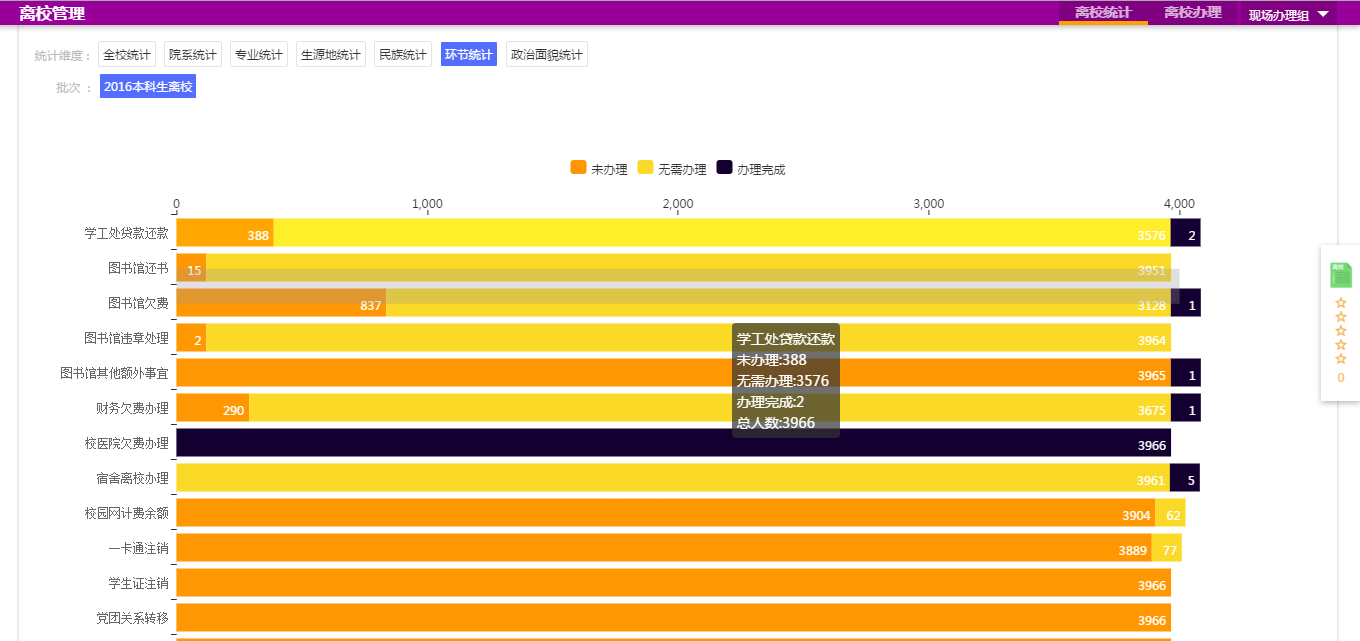 离校管理
离校统计 离校办理 现场办理组
统计维度： 全校统计 院系统计 专业统计 生源地统计 民族统计 环节统计 政治面貌统计
批次 ： 2016本科生离校
未办理 无需办理 办理完成
0 1,000 2,000 3,000 4,000
学工处贷款还款 388 3576 2
图书馆还书 15 3951
离校
图书馆欠费 837 3128 1
图书馆违章处理 2 3964
学工处贷款还款
未办理:388
无需办理:3576
办理完成:2
总人数:3966
图书馆其他额外事宜 3965 1
0
财务欠费办理 290 3675 1
校医院欠费办理 3966
宿舍离校办理 3961 5
校园网计费余额 3904 62
一卡通注销 3889 77
学生证注销 3966
党团关系转移 3966